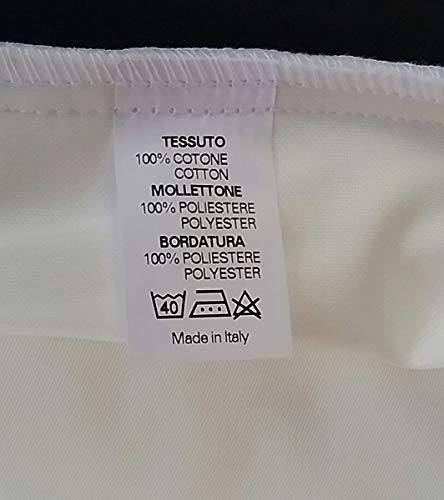 TESSUTO
100% COTONE
COTTON
MOLLETTONE
100% POLIESTERE
POLYESTER
BORDATURA
100% POLIESTERE
POLYESTER
40
Made in Italy